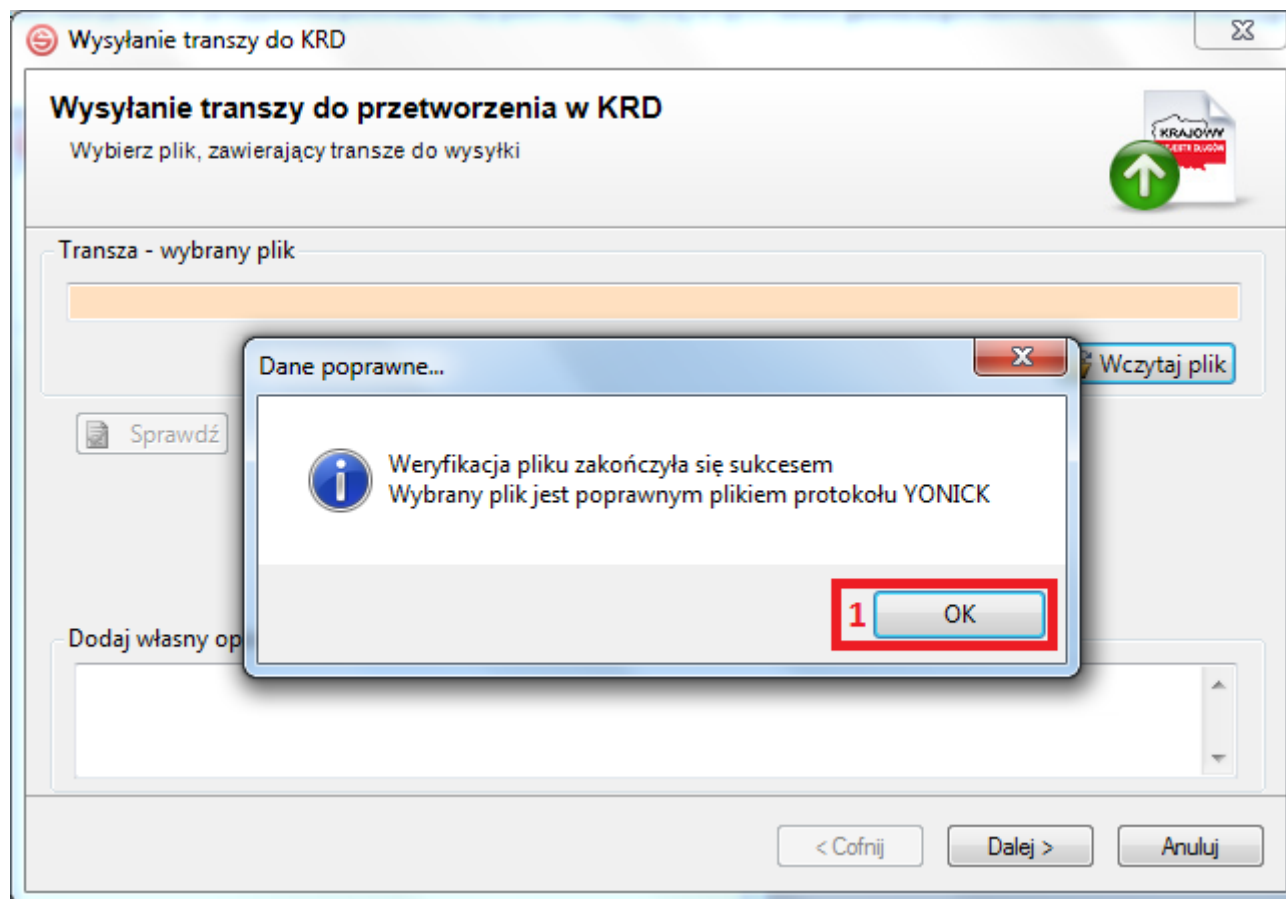 Wysyłanie transzy do KRD
Wysyłanie transzy do przetworzenia w KRD
Wybierz plik, zawierający transze do wysyłki
KRAJOWY
Transza - wybrany plik
Wczytaj plik
Dane poprawne...
Sprawdź
Weryfikacja pliku zakończyła się sukcesem
Wybrany plik jest poprawnym plikiem protokołu YONICK
1 OK
Dodaj własny op
< Cofnij Dalej > Anuluj